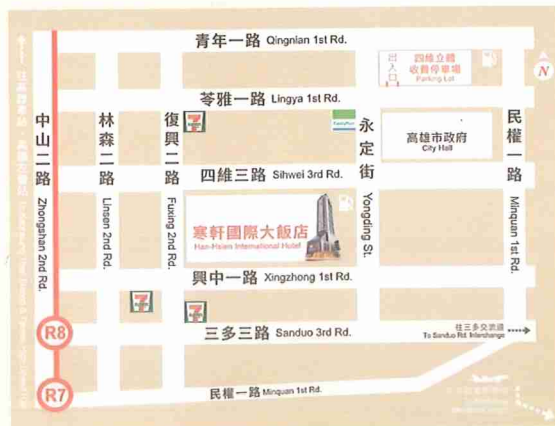 青年一路 Qingnian 1st Rd.
出入口
四維立體
收費停車場
Parking Lot
N
苓雅一路 Lingya 1st Rd.
7-ELEVEN
FamilyMart
高雄市政府
City Hall
中山二路 Zhongshan 2nd Rd.
林森二路 Linsen 2nd Rd.
復興二路 Fuxing 2nd Rd.
永定街 Yongding St.
民權一路 Minquan 1st Rd.
四維三路 Sihwei 3rd Rd.
寒軒國際大飯店
Han-Hsien International Hotel
興中一路 Xingzhong 1st Rd.
7-ELEVEN
7-ELEVEN
R8
三多三路 Sanduo 3rd Rd.
往三多交流道
To Sanduo Rd. Interchange
R7
民權一路 Minquan 1st Rd.